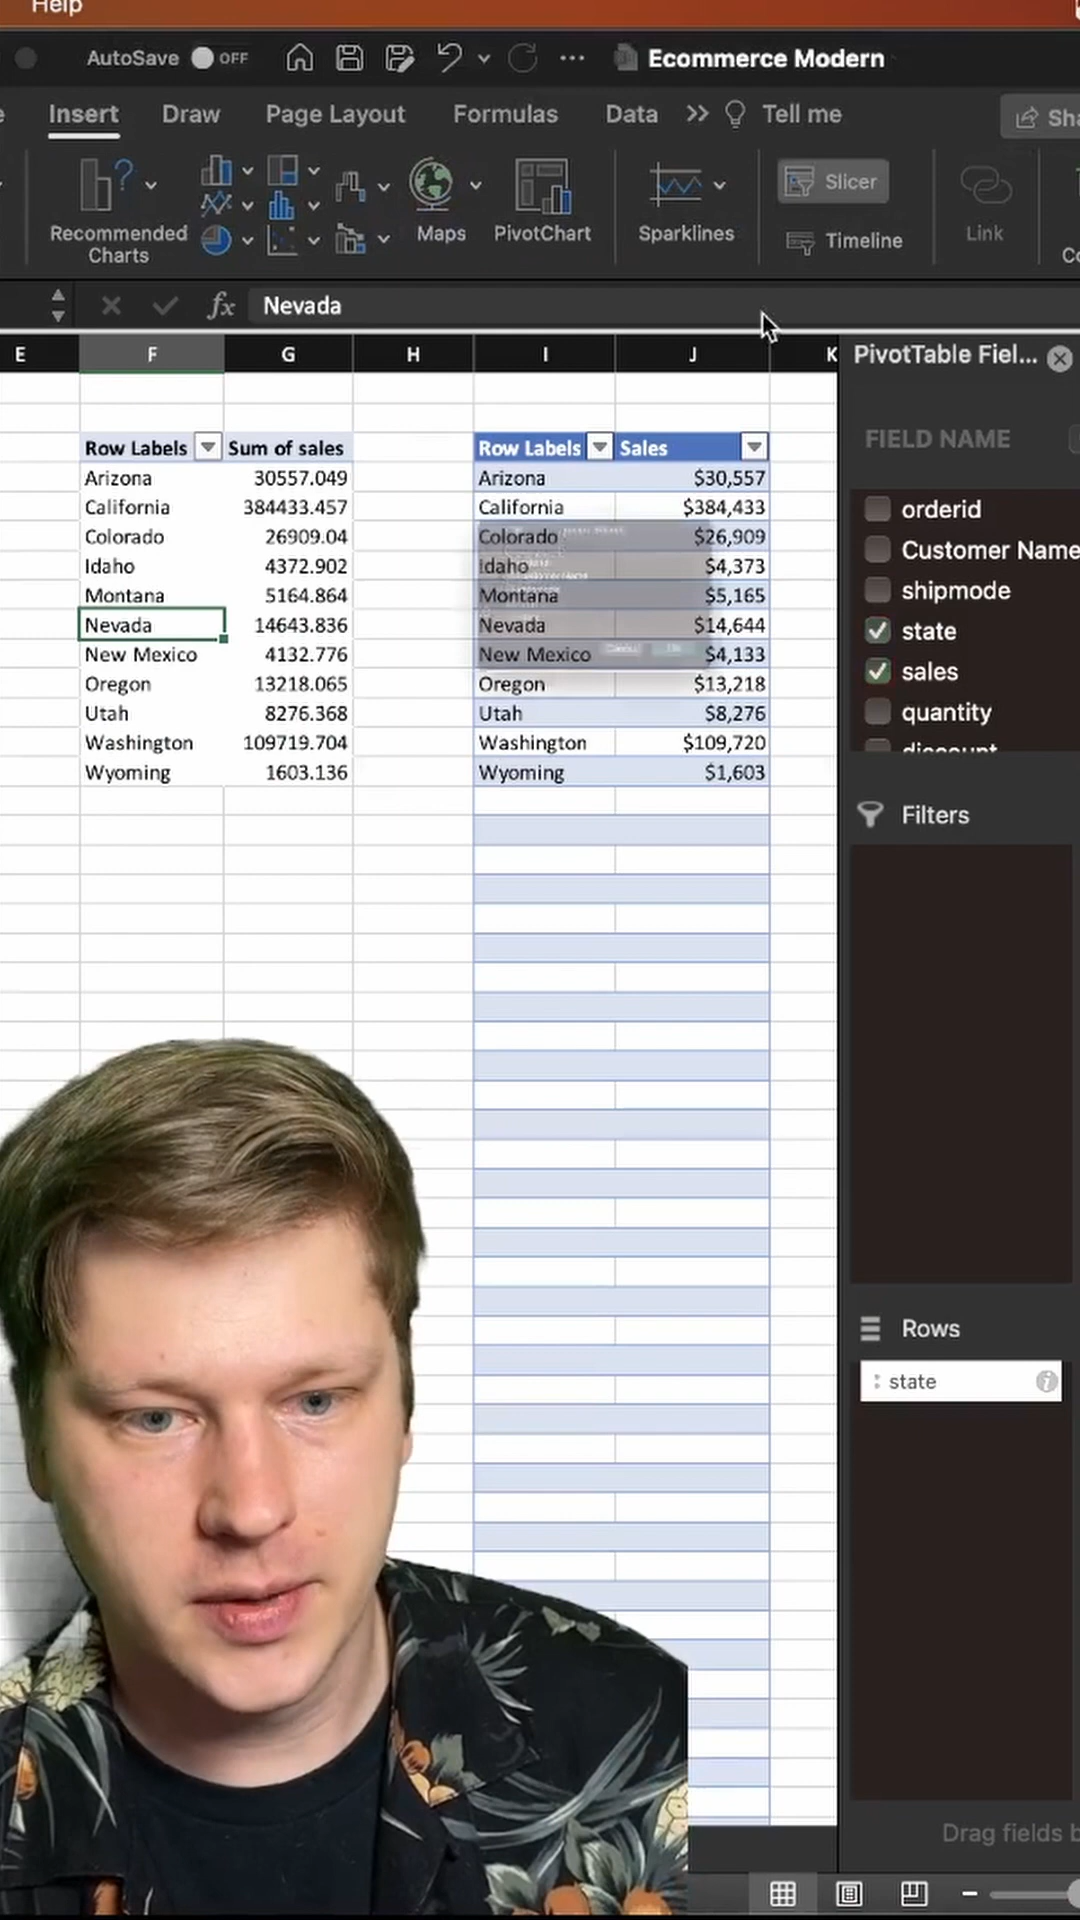 Help
AutoSave OFF Ecommerce Modern
Insert Draw Page Layout Formulas Data Tell me
Recommended Charts
Maps
PivotChart
Sparklines
Slicer
Timeline
Link
fx Nevada
E F G H I J K
PivotTable Fiel...
FIELD NAME
Row Labels Sum of sales Row Labels Sales
Arizona 30557.049 Arizona $30,557
California 384433.457 California $384,433
Colorado 26909.04 Colorado $26,909
Idaho 4372.902 Idaho $4,373
Montana 5164.864 Montana $5,165
Nevada 14643.836 Nevada $14,644
New Mexico 4132.776 New Mexico $4,133
Oregon 13218.065 Oregon $13,218
Utah 8276.368 Utah $8,276
Washington 109719.704 Washington $109,720
Wyoming 1603.136 Wyoming $1,603
orderid
Customer Name
shipmode
state
sales
quantity
discount
Filters
Rows
state
Drag fields